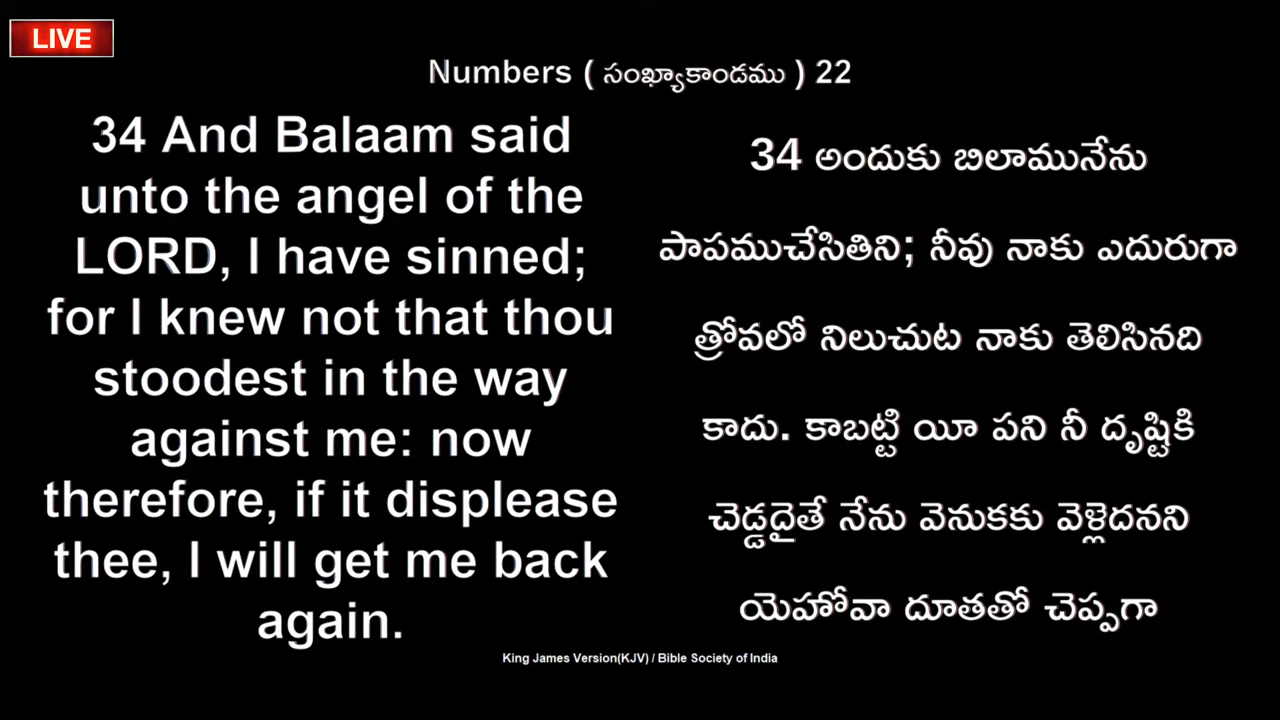 LIVE
Numbers ( సంఖ్యాకాండము ) 22
34 And Balaam said
unto the angel of the
LORD, I have sinned;
for I knew not that thou
stoodest in the way
against me: now
therefore, if it displease
thee, I will get me back
again.
34 అందుకు బిలామునేను
పాపముచేసితిని; నీవు నాకు ఎదురుగా
త్రోవలో నిలుచుట నాకు తెలిసినది
కాదు. కాబట్టి యీ పని నీ దృష్టికి
చెడ్డదైతే నేను వెనుకకు వెళ్లెదనని
యెహోవా దూతతో చెప్పగా
King James Version(KJV) / Bible Society of India